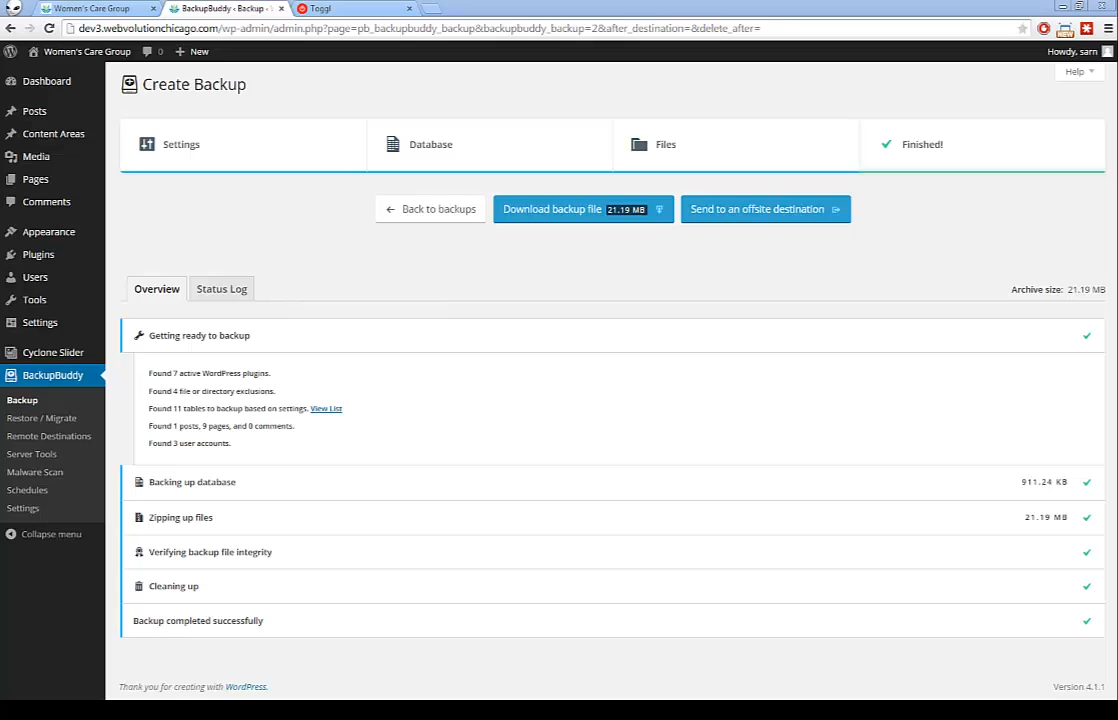 Women's Care Group
BackupBuddy ‹ Backup ‹
Toggl
dev3.webvolutionchicago.com/wp-admin/admin.php?page=pb_backupbuddy_backup&backupbuddy_backup=2&after_destination=&delete_after=
NEW
Women's Care Group 0 New
Howdy, sarn
Help
Dashboard
Posts
Content Areas
Media
Pages
Comments
Appearance
Plugins
Users
Tools
Settings
Cyclone Slider
BackupBuddy
Backup
Restore / Migrate
Remote Destinations
Server Tools
Malware Scan
Schedules
Settings
Collapse menu
Create Backup
Settings
Database
Files
Finished!
Back to backups
Download backup file 21.19 MB
Send to an offsite destination
Overview
Status Log
Archive size: 21.19 MB
Getting ready to backup
Found 7 active WordPress plugins.
Found 4 file or directory exclusions.
Found 11 tables to backup based on settings. View List
Found 1 posts, 9 pages, and 0 comments.
Found 3 user accounts.
Backing up database 911.24 KB
Zipping up files 21.19 MB
Verifying backup file integrity
Cleaning up
Backup completed successfully
Thank you for creating with WordPress.
Version 4.1.1